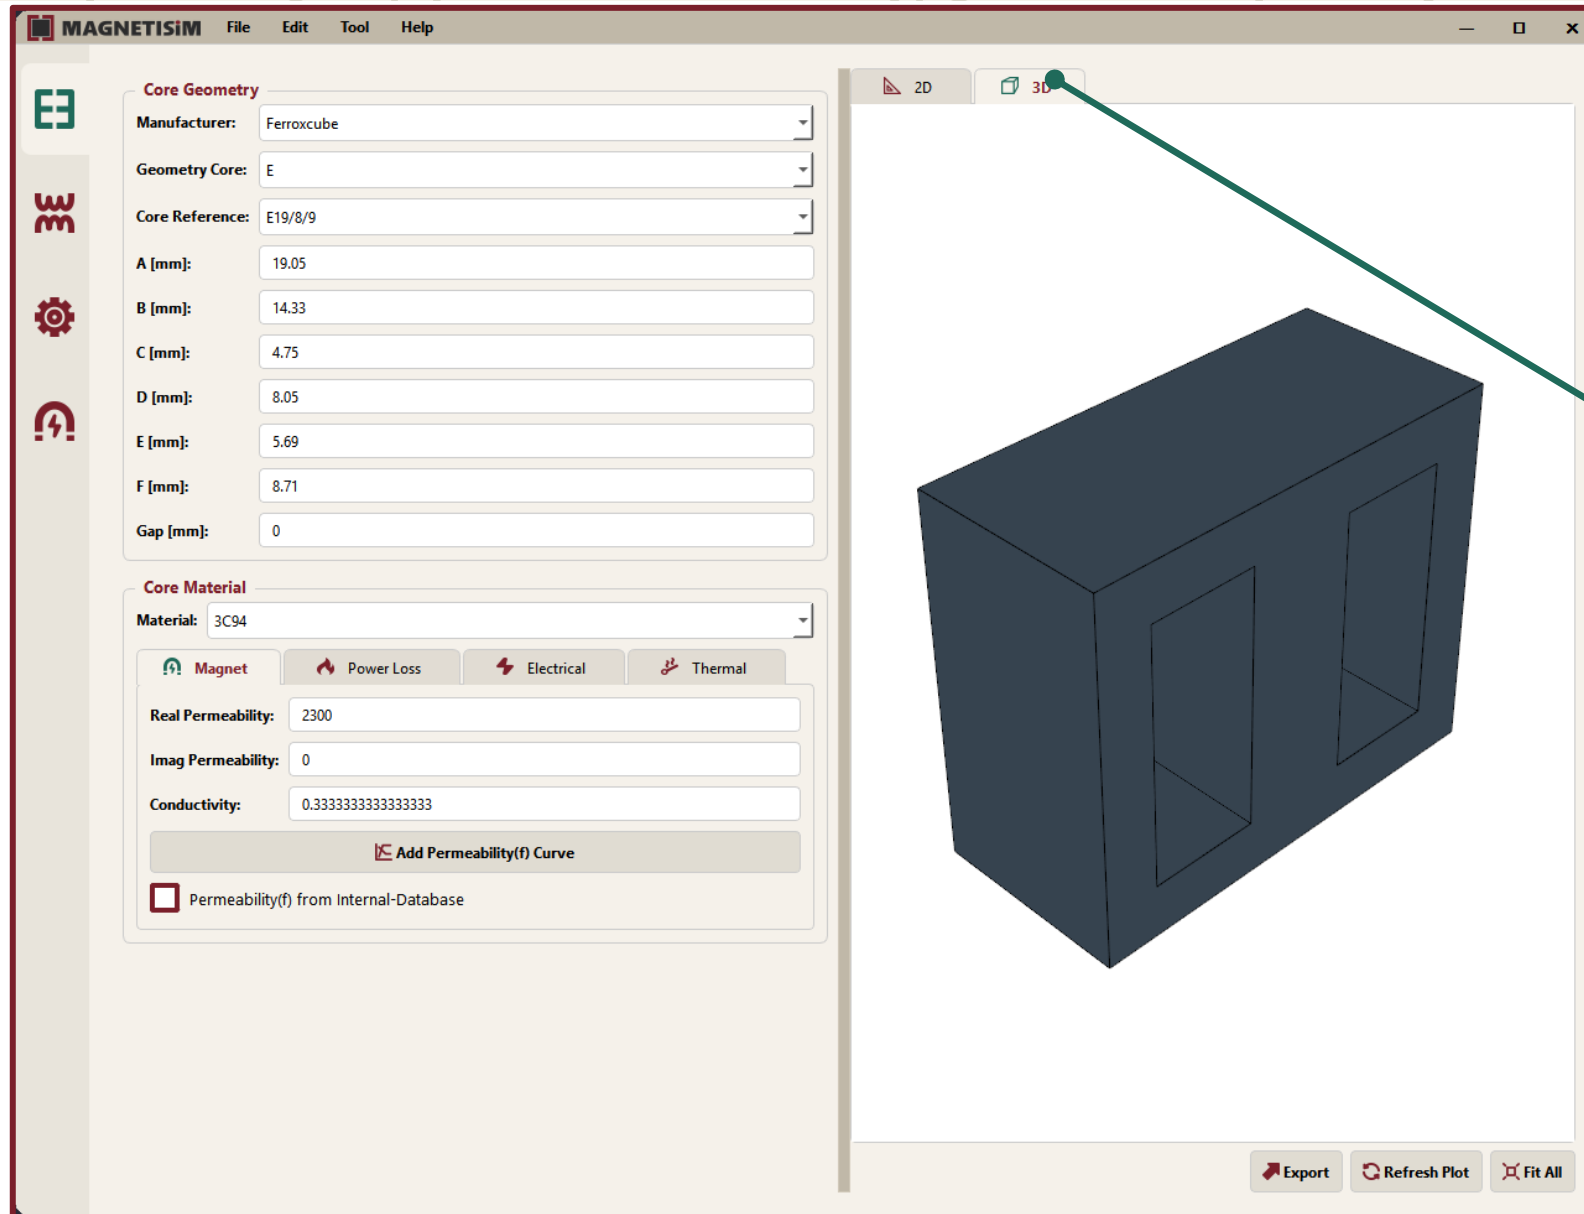 MAGNETISiM File Edit Tool Help
Core Geometry
Manufacturer: Ferroxcube
Geometry Core: E
Core Reference: E19/8/9
A [mm]: 19.05
B [mm]: 14.33
C [mm]: 4.75
D [mm]: 8.05
E [mm]: 5.69
F [mm]: 8.71
Gap [mm]: 0
Core Material
Material: 3C94
Magnet Power Loss Electrical Thermal
Real Permeability: 2300
Imag Permeability: 0
Conductivity: 0.3333333333333333
Add Permeability(f) Curve
Permeability(f) from Internal-Database
2D 3D
Export Refresh Plot Fit All